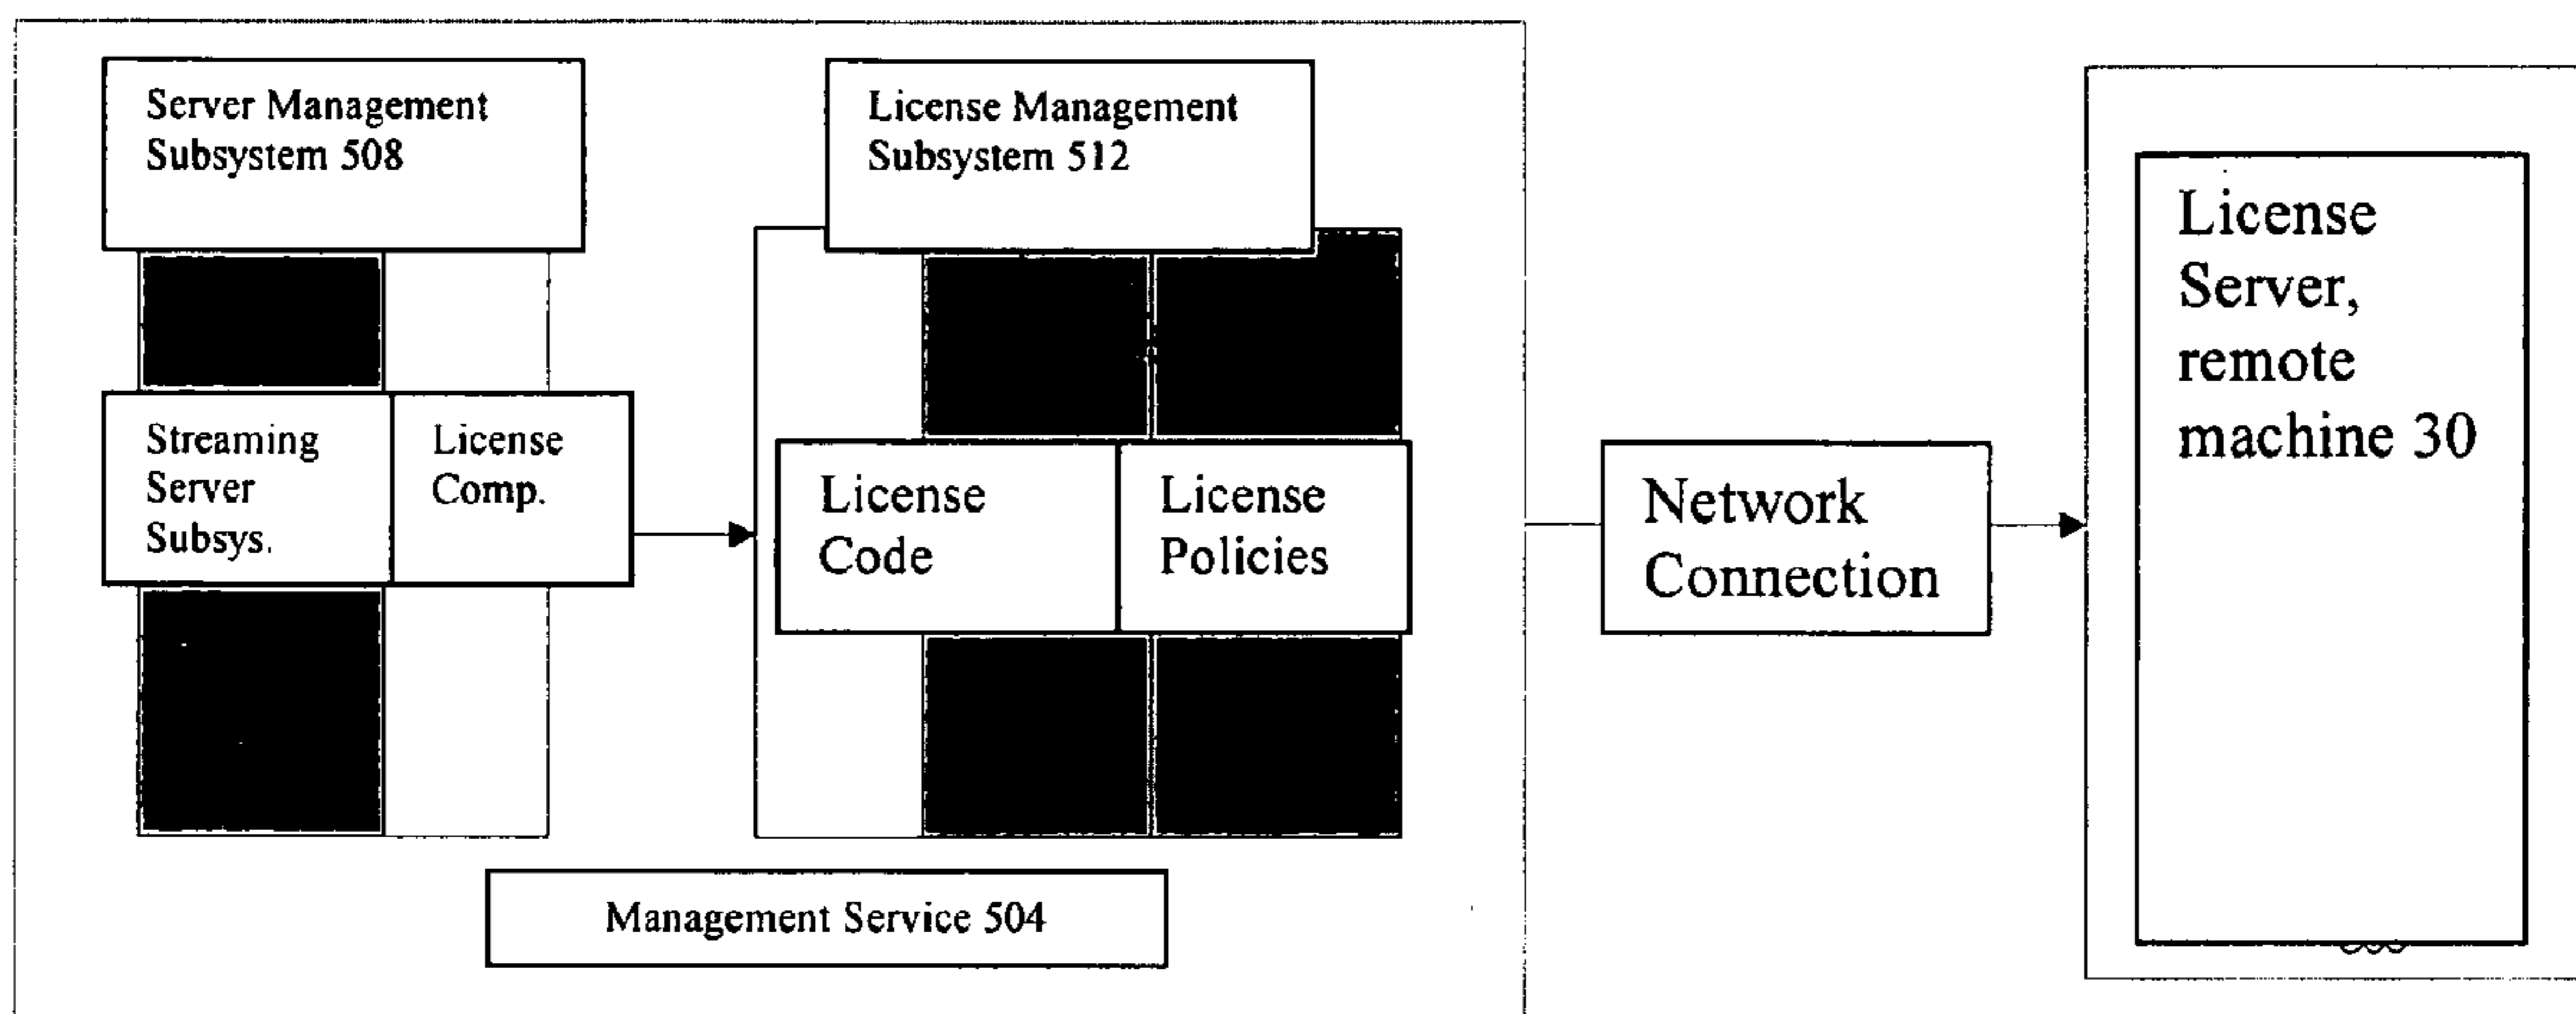 Server Management
Subsystem 508
License Management
Subsystem 512
Streaming
Server
Subsys.
License
Comp.
License
Code
License
Policies
Management Service 504
Network
Connection
License
Server,
remote
machine 30